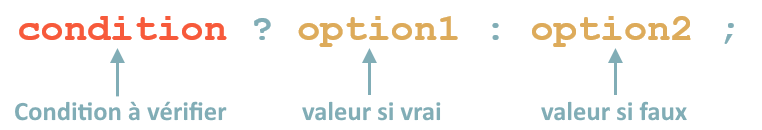 condition ? option1 : option2 ;
Condition à vérifier valeur si vrai valeur si faux